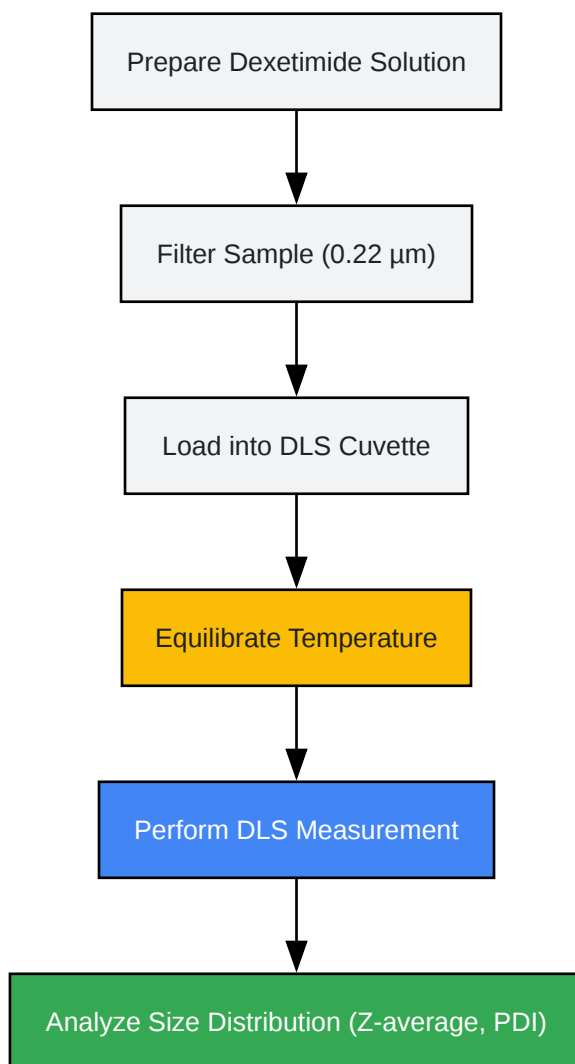 Prepare Dexetimide Solution
Filter Sample (0.22 µm)
Load into DLS Cuvette
Equilibrate Temperature
Perform DLS Measurement
Analyze Size Distribution (Z-average, PDI)